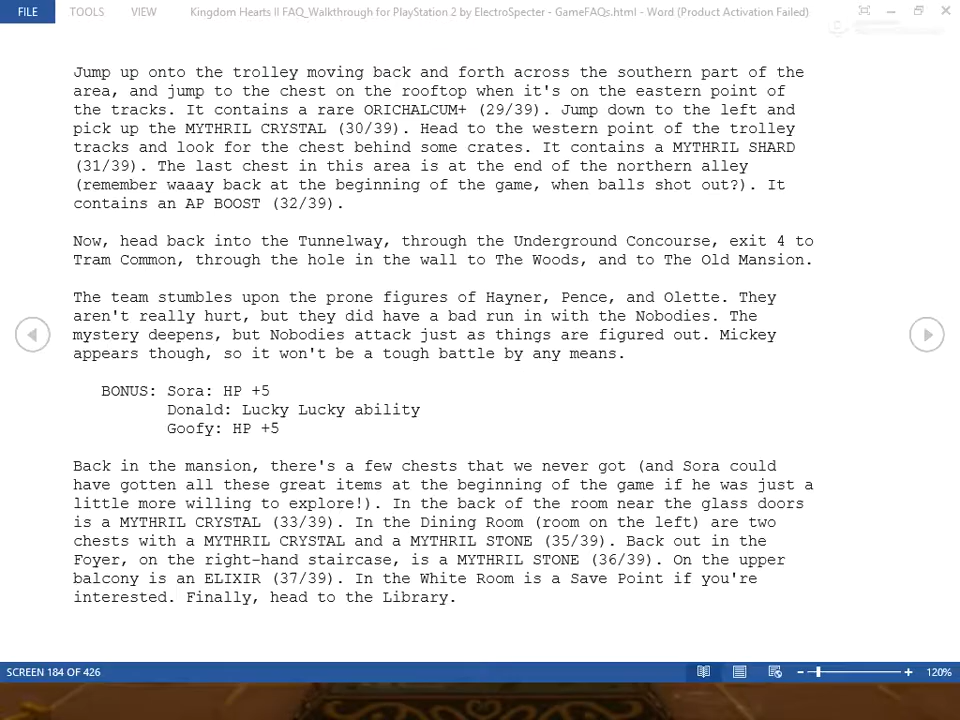 FILE TOOLS VIEW Kingdom Hearts II FAQ_Walkthrough for PlayStation 2 by ElectroSpecter - GameFAQs.html - Word (Product Activation Failed)
Jump up onto the trolley moving back and forth across the southern part of the
area, and jump to the chest on the rooftop when it's on the eastern point of
the tracks. It contains a rare ORICHALCUM+ (29/39). Jump down to the left and
pick up the MYTHRIL CRYSTAL (30/39). Head to the western point of the trolley
tracks and look for the chest behind some crates. It contains a MYTHRIL SHARD
(31/39). The last chest in this area is at the end of the northern alley
(remember waaay back at the beginning of the game, when balls shot out?). It
contains an AP BOOST (32/39).
Now, head back into the Tunnelway, through the Underground Concourse, exit 4 to
Tram Common, through the hole in the wall to The Woods, and to The Old Mansion.
The team stumbles upon the prone figures of Hayner, Pence, and Olette. They
aren't really hurt, but they did have a bad run in with the Nobodies. The
mystery deepens, but Nobodies attack just as things are figured out. Mickey
appears though, so it won't be a tough battle by any means.
BONUS: Sora: HP +5
Donald: Lucky Lucky ability
Goofy: HP +5
Back in the mansion, there's a few chests that we never got (and Sora could
have gotten all these great items at the beginning of the game if he was just a
little more willing to explore!). In the back of the room near the glass doors
is a MYTHRIL CRYSTAL (33/39). In the Dining Room (room on the left) are two
chests with a MYTHRIL CRYSTAL and a MYTHRIL STONE (35/39). Back out in the
Foyer, on the right-hand staircase, is a MYTHRIL STONE (36/39). On the upper
balcony is an ELIXIR (37/39). In the White Room is a Save Point if you're
interested. Finally, head to the Library.
SCREEN 184 OF 426 120%